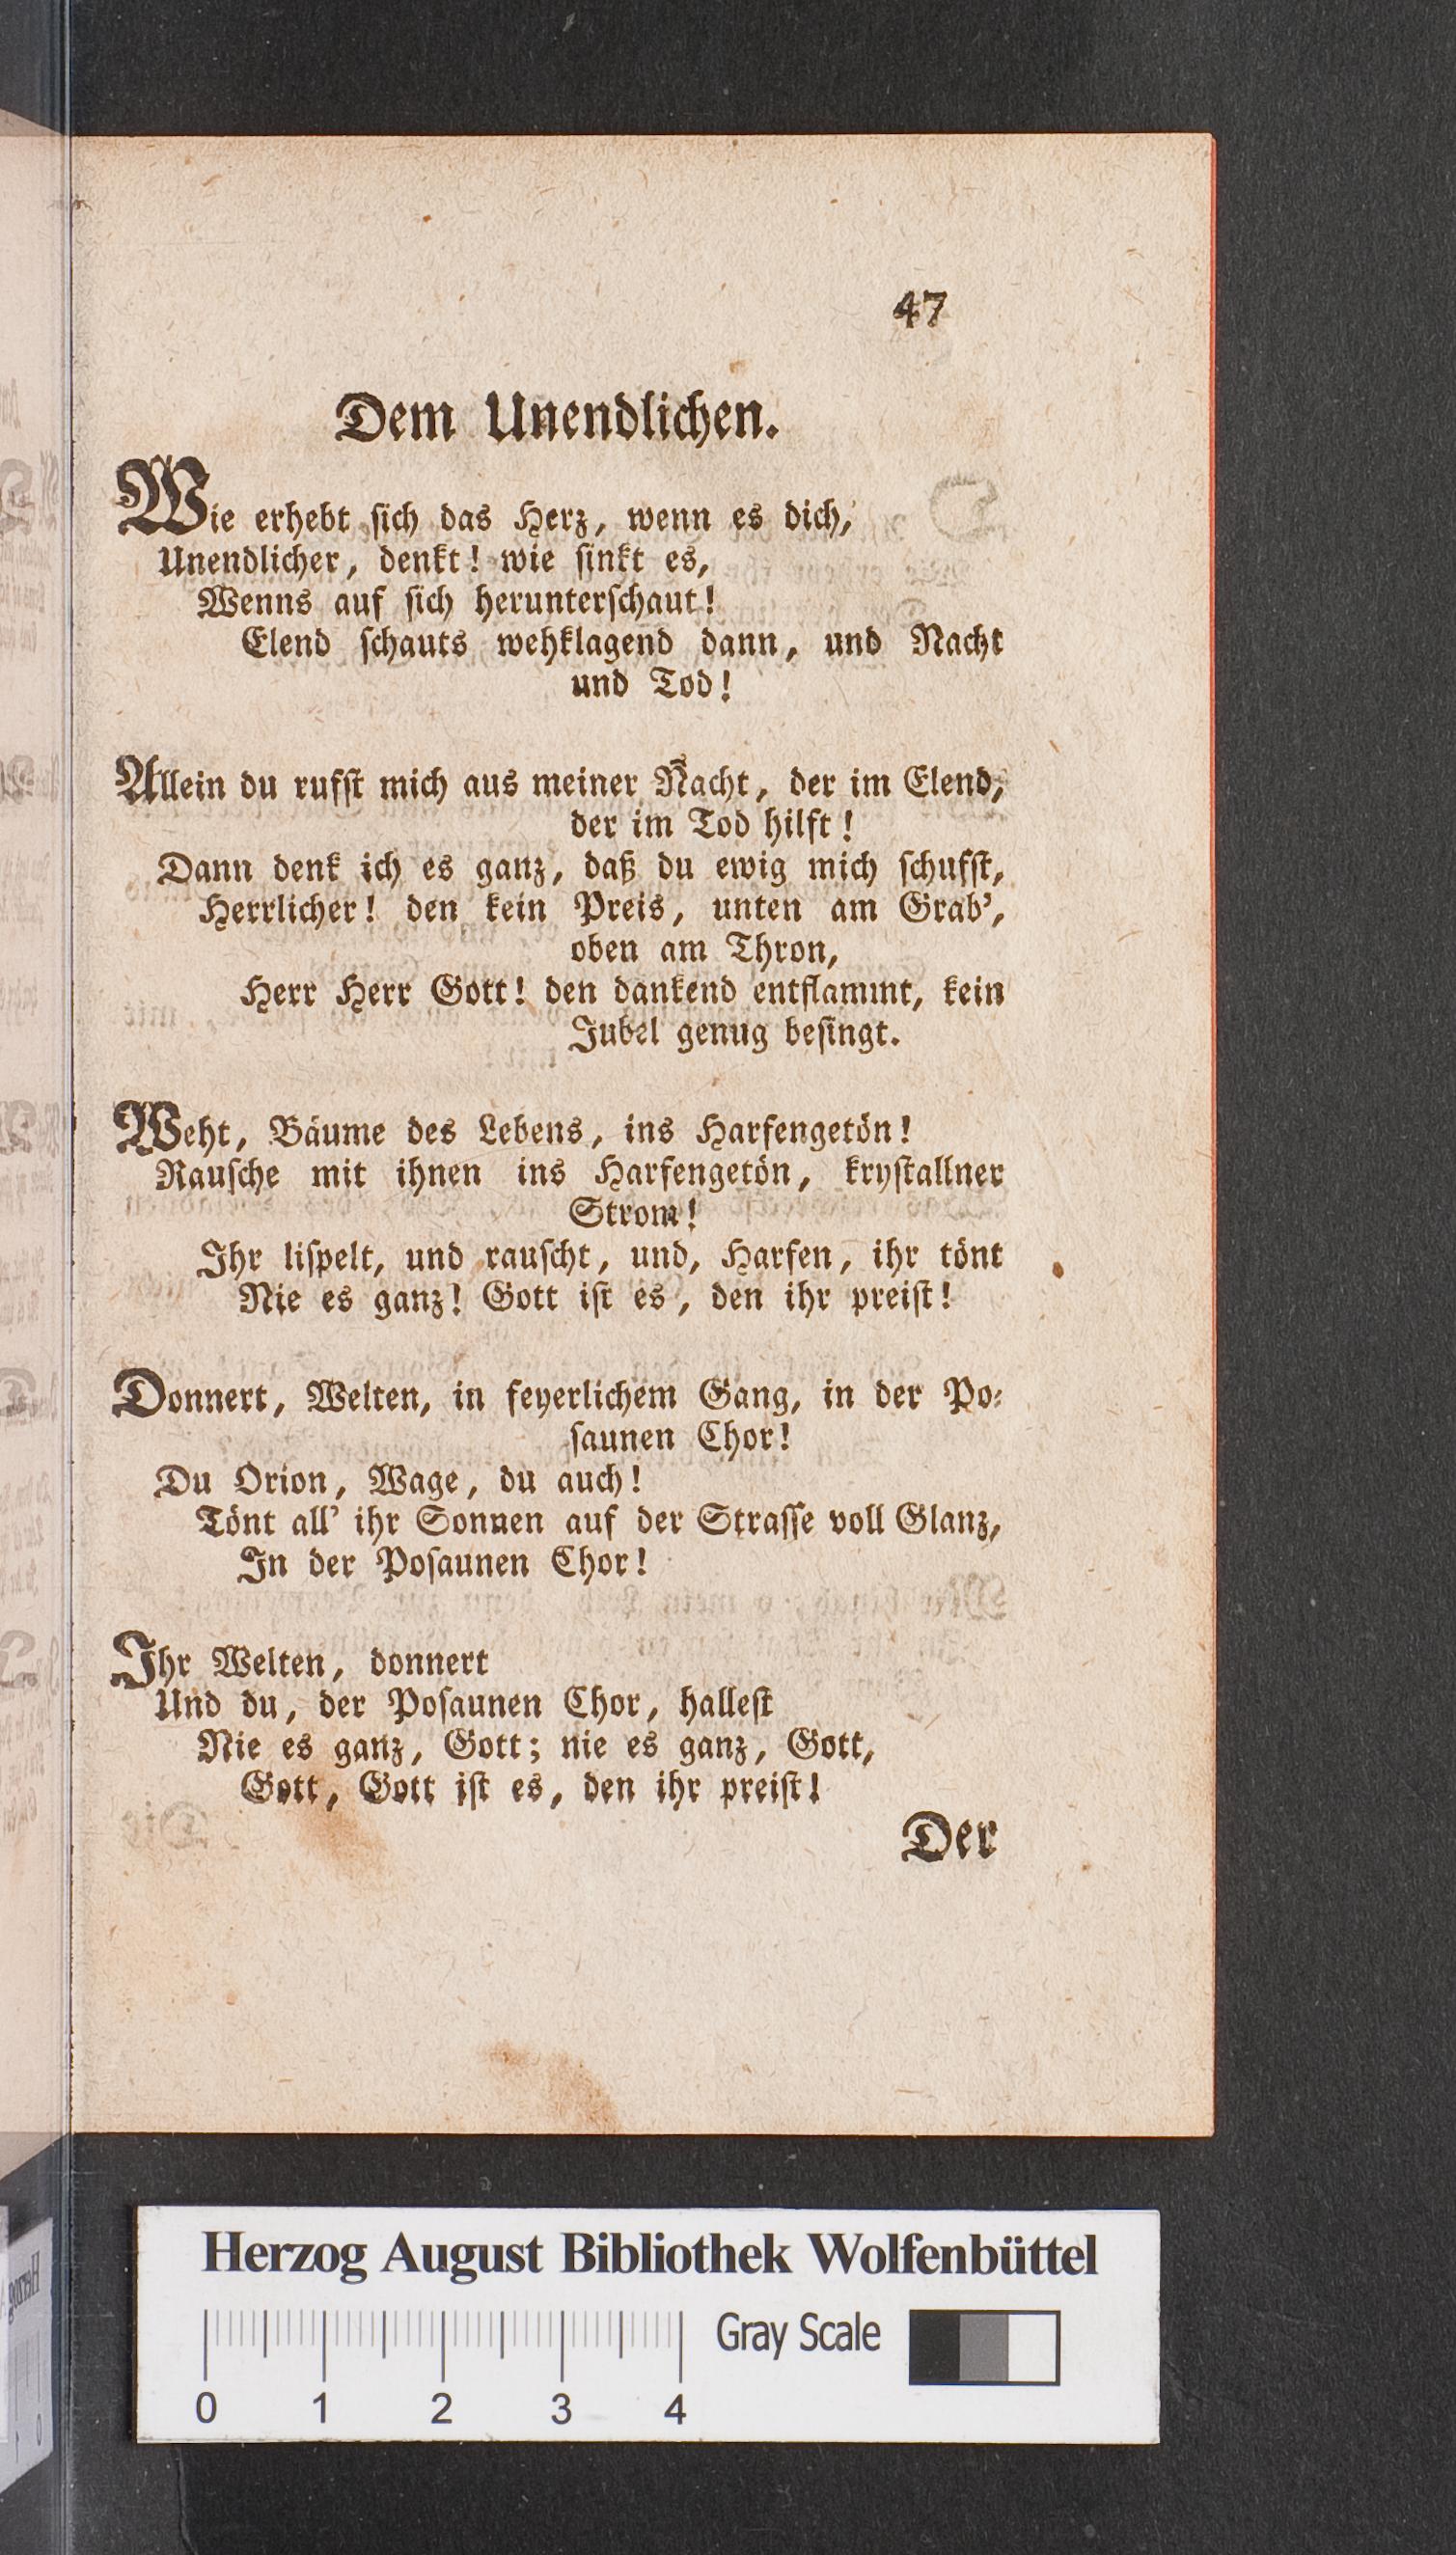 47
Dem Unendlichen.
Wie erhebt ſich das Herz, wenn es dich,
Unendlicher, denkt! wie ſinkt es,
Wenns auf ſich herunterſchaut!
Elend ſchauts wehklagend dann, und Nacht
und Tod!
Allein du rufſt mich aus meiner Nacht, der im Elend,
der im Tod hilft!
Dann denk ich es ganz, daß du ewig mich ſchufſt,
Herrlicher! den kein Preis, unten am Grab',
oben am Thron,
Herr Herr Gott! den dankend entflammt, kein
Jubel genug beſingt.
Weht, Bäume des Lebens, ins Harfengetön!
Rauſche mit ihnen ins Harfengetön, kryſtallner
Strom!
Ihr liſpelt, und rauſcht, und, Harfen, ihr tönt
Nie es ganz! Gott iſt es, den ihr preiſt!
Donnert, Welten, in feyerlichem Gang, in der Po⸗
ſaunen Chor!
Du Orion, Wage, du auch!
Tönt all' ihr Sonnen auf der Straſſe voll Glanz,
In der Poſaunen Chor!
Ihr Welten, donnert
Und du, der Poſaunen Chor, halleſt
Nie es ganz, Gott; nie es ganz, Gott,
Gott, Gott iſt es, den ihr preiſt!
Der
Herzog August Bibliothek Wolfenbüttel
Gray Scale
0 1 2 3 4